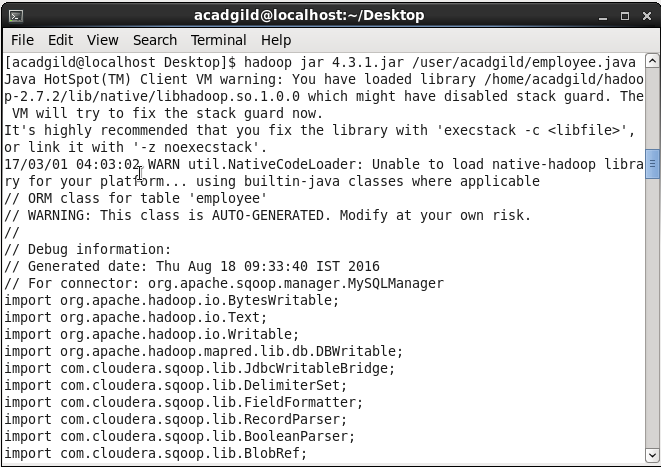 acadgild@localhost:~/Desktop
File Edit View Search Terminal Help
[acadgild@localhost Desktop]$ hadoop jar 4.3.1.jar /user/acadgild/employee.java
Java HotSpot(TM) Client VM warning: You have loaded library /home/acadgild/hadoo
p-2.7.2/lib/native/libhadoop.so.1.0.0 which might have disabled stack guard. The
 VM will try to fix the stack guard now.
It's highly recommended that you fix the library with 'execstack -c <libfile>',
or link it with '-z noexecstack'.
17/03/01 04:03:02 WARN util.NativeCodeLoader: Unable to load native-hadoop libra
ry for your platform... using builtin-java classes where applicable
// ORM class for table 'employee'
// WARNING: This class is AUTO-GENERATED. Modify at your own risk.
//
// Debug information:
// Generated date: Thu Aug 18 09:33:40 IST 2016
// For connector: org.apache.sqoop.manager.MySQLManager
import org.apache.hadoop.io.BytesWritable;
import org.apache.hadoop.io.Text;
import org.apache.hadoop.io.Writable;
import org.apache.hadoop.mapred.lib.db.DBWritable;
import com.cloudera.sqoop.lib.JdbcWritableBridge;
import com.cloudera.sqoop.lib.DelimiterSet;
import com.cloudera.sqoop.lib.FieldFormatter;
import com.cloudera.sqoop.lib.RecordParser;
import com.cloudera.sqoop.lib.BooleanParser;
import com.cloudera.sqoop.lib.BlobRef;